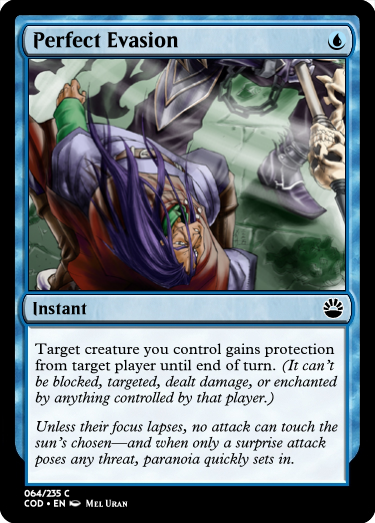 Perfect Evasion
Instant
Target creature you control gains protection
from target player until end of turn. (It can't
be blocked, targeted, dealt damage, or enchanted
by anything controlled by that player.)
Unless their focus lapses, no attack can touch the
sun's chosen—and when only a surprise attack
poses any threat, paranoia quickly sets in.
064/235 C
COD • EN Mel Uran